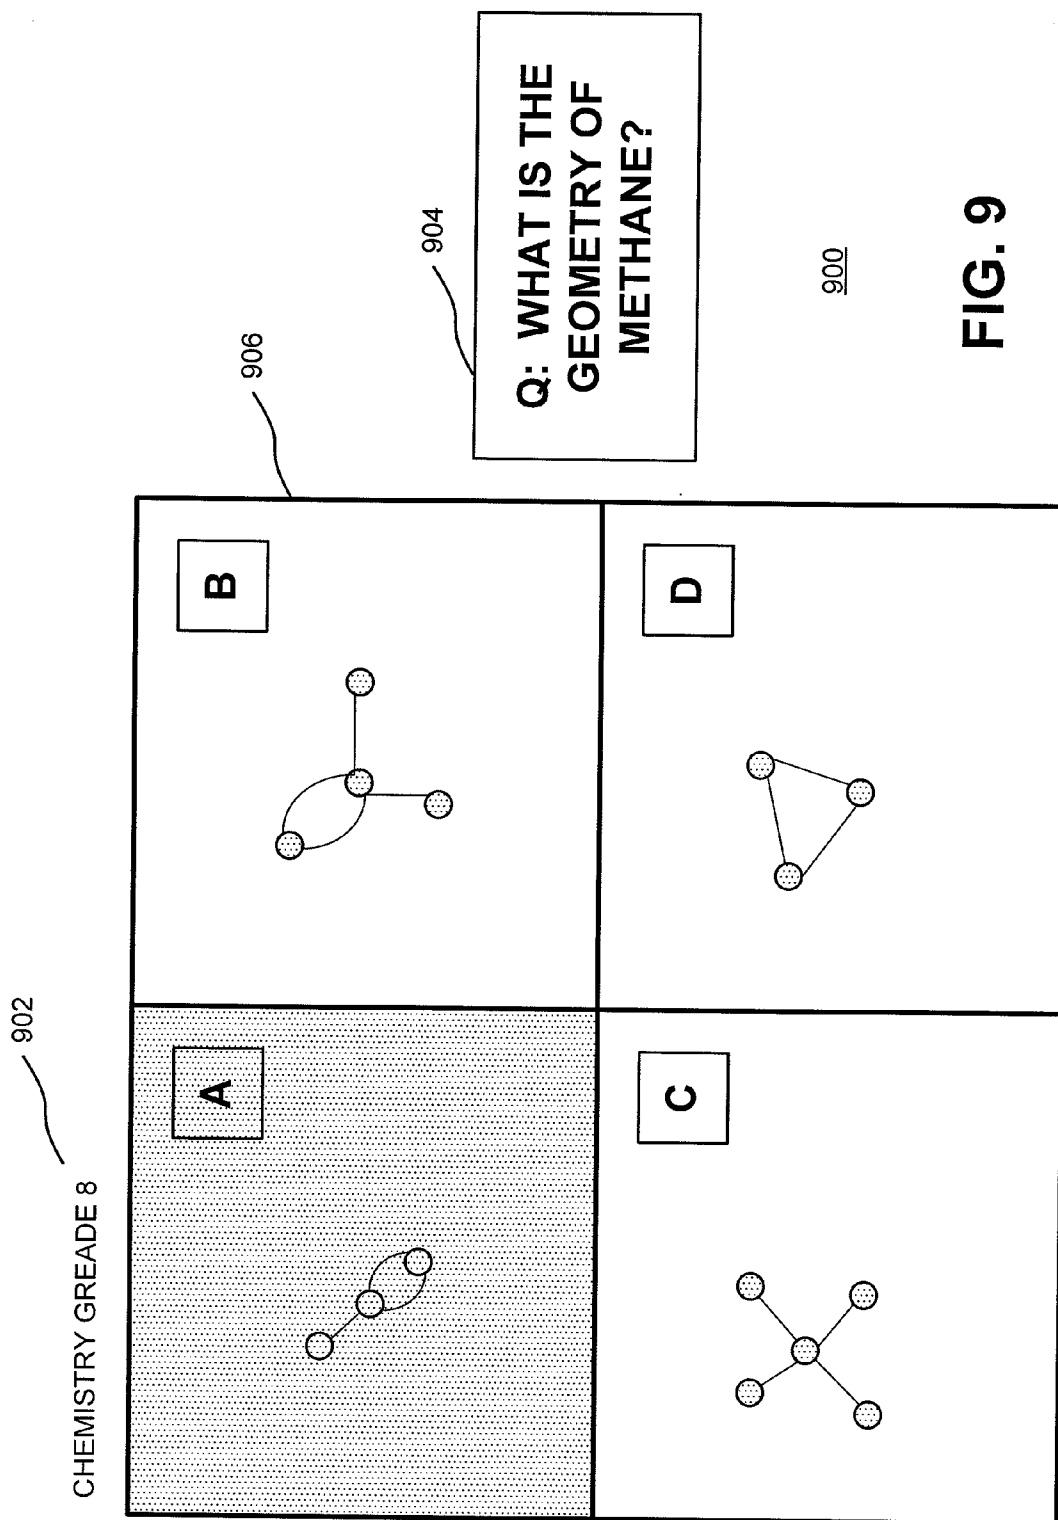 CHEMISTRY GREADE 8
902
A
B
906
C
D
904
Q: WHAT IS THE
GEOMETRY OF
METHANE?
900
FIG. 9